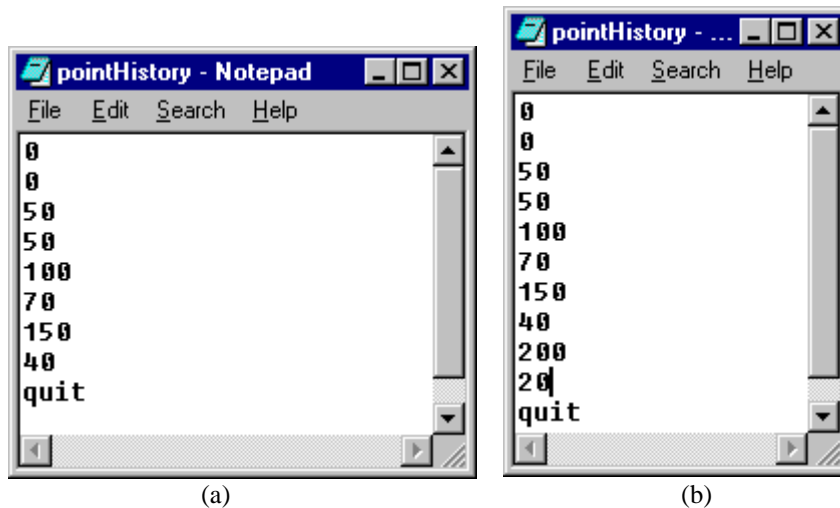 pointHistory - Notepad
File Edit Search Help
0
0
50
50
100
70
150
40
quit
(a)
pointHistory - ...
File Edit Search Help
0
0
50
50
100
70
150
40
200
20
quit
(b)